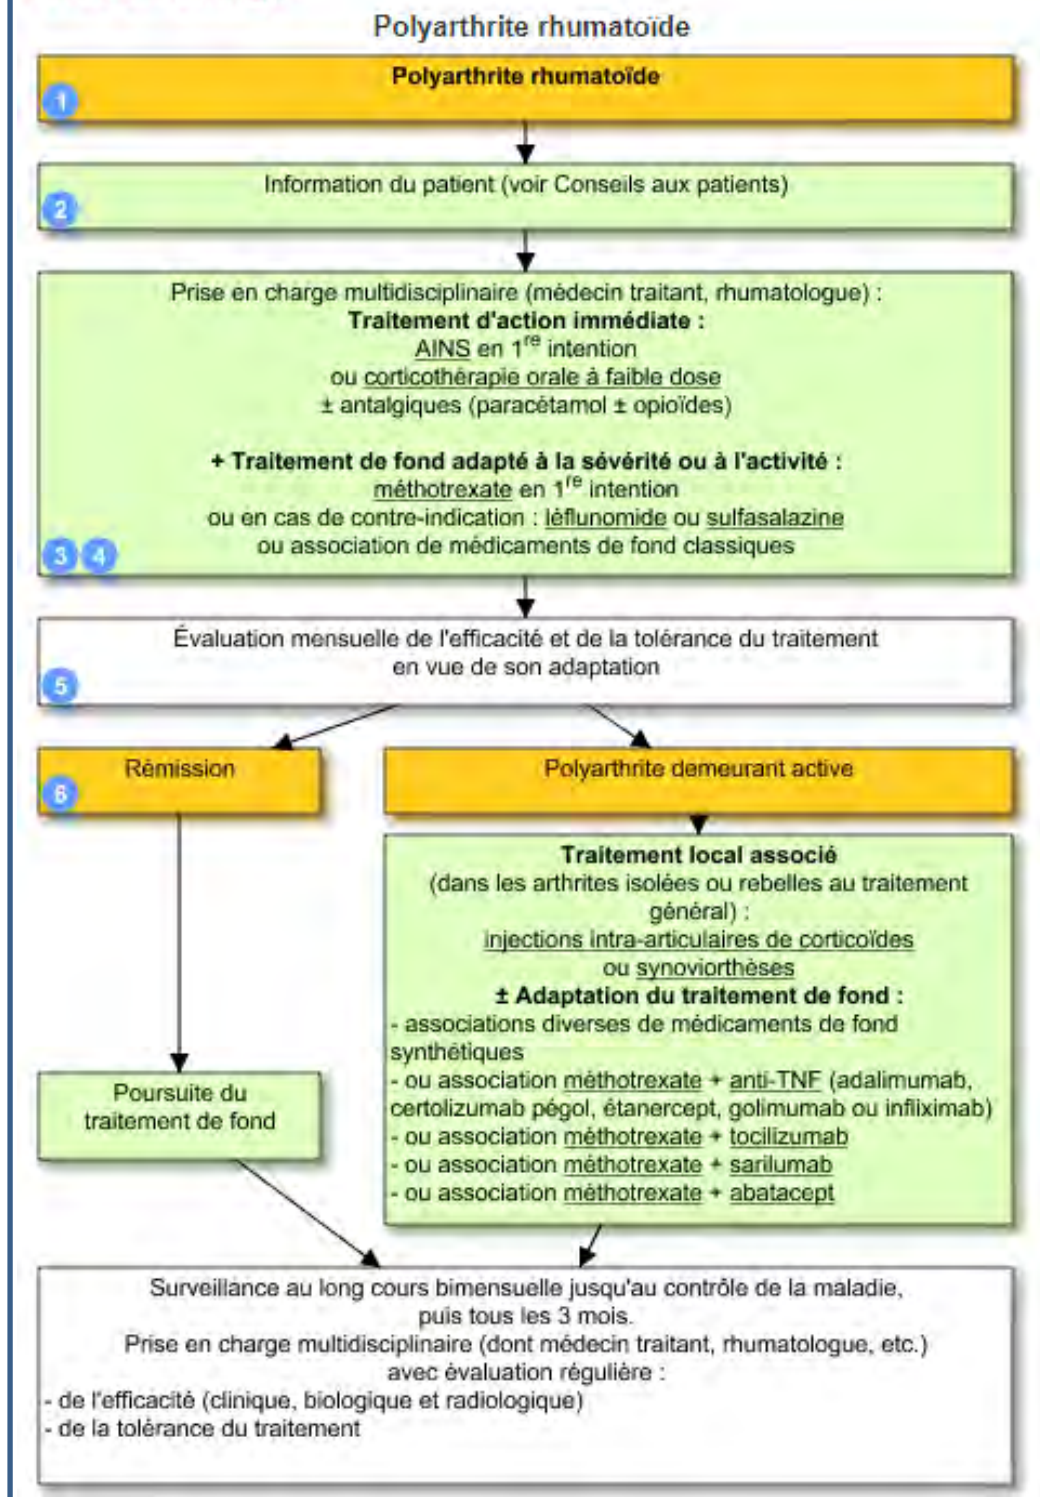 Polyarthrite rhumatoïde
Polyarthrite rhumatoïde
1
Information du patient (voir Conseils aux patients)
2
Prise en charge multidisciplinaire (médecin traitant, rhumatologue) :
Traitement d'action immédiate :
AINS en 1re intention
ou corticothérapie orale à faible dose
± antalgiques (paracétamol ± opioïdes)
+ Traitement de fond adapté à la sévérité ou à l'activité :
méthotrexate en 1re intention
ou en cas de contre-indication : léflunomide ou sulfasalazine
ou association de médicaments de fond classiques
3 4
Évaluation mensuelle de l'efficacité et de la tolérance du traitement
en vue de son adaptation
5
Rémission
6
Polyarthrite demeurant active
Traitement local associé
(dans les arthrites isolées ou rebelles au traitement
général) :
injections intra-articulaires de corticoïdes
ou synoviorthèses
± Adaptation du traitement de fond :
- associations diverses de médicaments de fond
synthétiques
- ou association méthotrexate + anti-TNF (adalimumab,
certolizumab pégol, étanercept, golimumab ou infliximab)
- ou association méthotrexate + tocilizumab
- ou association méthotrexate + sarilumab
- ou association méthotrexate + abatacept
Poursuite du
traitement de fond
Surveillance au long cours bimensuelle jusqu'au contrôle de la maladie,
puis tous les 3 mois.
Prise en charge multidisciplinaire (dont médecin traitant, rhumatologue, etc.)
avec évaluation régulière :
- de l'efficacité (clinique, biologique et radiologique)
- de la tolérance du traitement